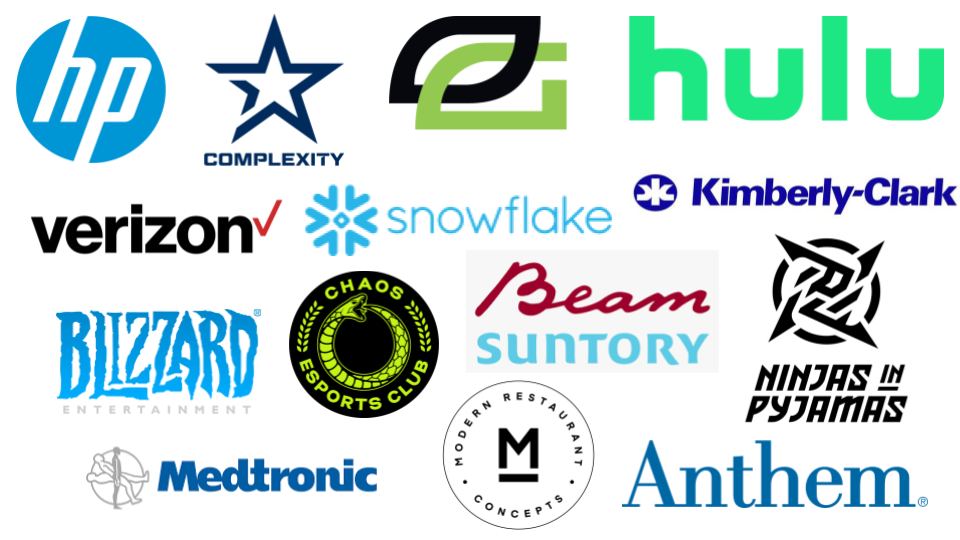 hp
COMPLEXITY
hulu
verizon
snowflake
Kimberly-Clark
BLIZZARD®
ENTERTAINMENT
CHAOS
ESPORTS CLUB
Beam
SUNTORY
NINJAS IN
PYJAMAS
Medtronic
MODERN RESTAURANT
M
CONCEPTS
Anthem®